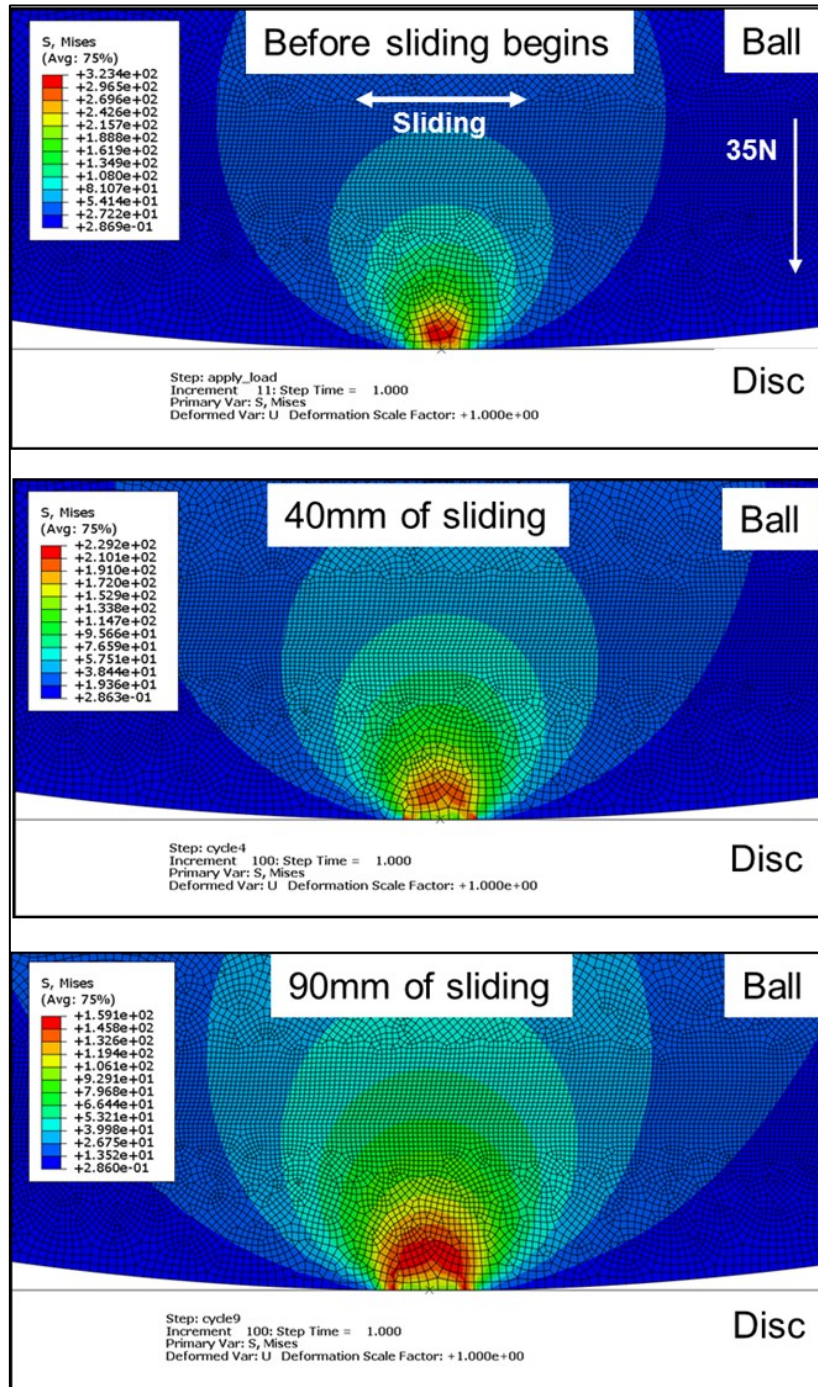 Before sliding begins
Ball
S, Mises
(Avg: 75%)
+3.234e+02
+2.965e+02
+2.696e+02
+2.426e+02
+2.157e+02
+1.888e+02
+1.619e+02
+1.349e+02
+1.080e+02
+8.107e+01
+5.414e+01
+2.722e+01
+2.869e-01
Sliding
35N
Disc
Step: apply_load
Increment 11: Step Time = 1.000
Primary Var: S, Mises
Deformed Var: U Deformation Scale Factor: +1.000e+00
40mm of sliding
Ball
S, Mises
(Avg: 75%)
+2.292e+02
+2.101e+02
+1.910e+02
+1.720e+02
+1.529e+02
+1.338e+02
+1.147e+02
+9.566e+01
+7.659e+01
+5.751e+01
+3.844e+01
+1.936e+01
+2.863e-01
Disc
Step: cycle4
Increment 100: Step Time = 1.000
Primary Var: S, Mises
Deformed Var: U Deformation Scale Factor: +1.000e+00
90mm of sliding
Ball
S, Mises
(Avg: 75%)
+1.591e+02
+1.458e+02
+1.326e+02
+1.194e+02
+1.061e+02
+9.291e+01
+7.968e+01
+6.644e+01
+5.321e+01
+3.998e+01
+2.675e+01
+1.352e+01
+2.860e-01
Disc
Step: cycle9
Increment 100: Step Time = 1.000
Primary Var: S, Mises
Deformed Var: U Deformation Scale Factor: +1.000e+00